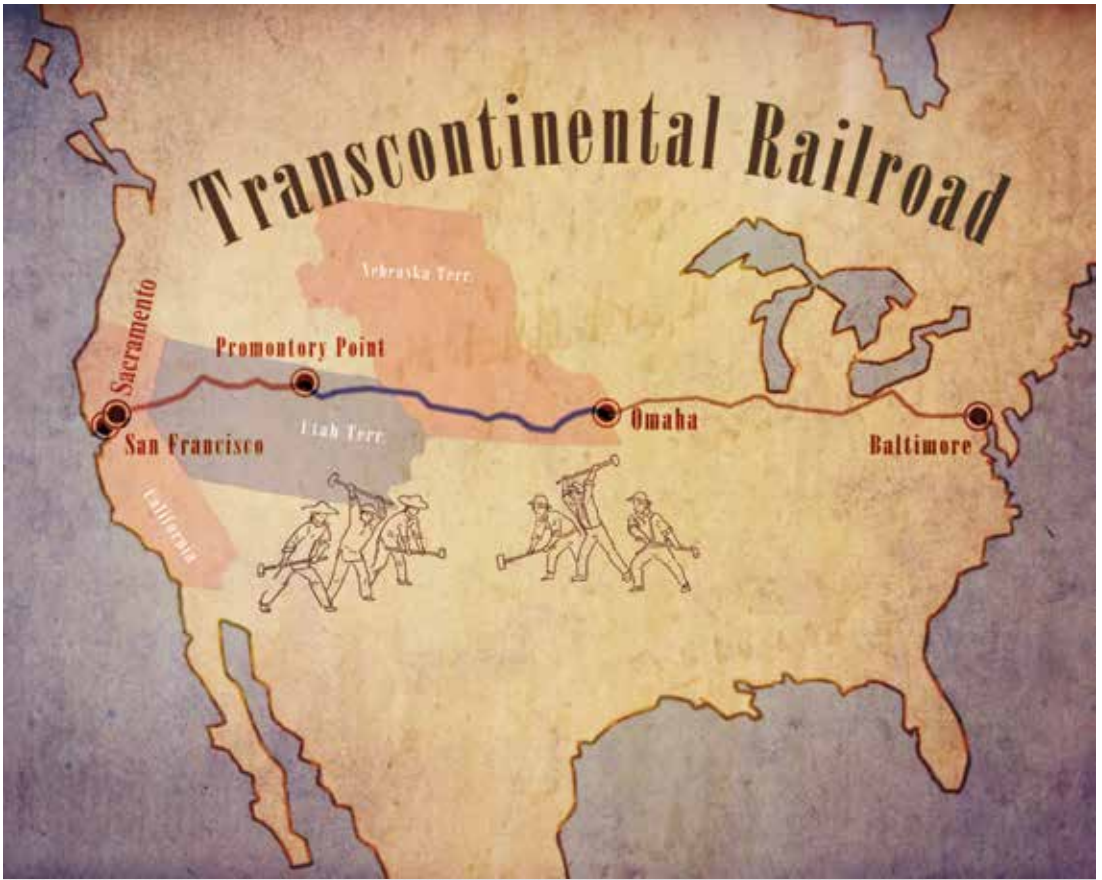 Transcontinental Railroad
Nebraska Terr.
Sacramento
Promontory Point
Utah Terr.
Omaha
San Francisco
Baltimore
California